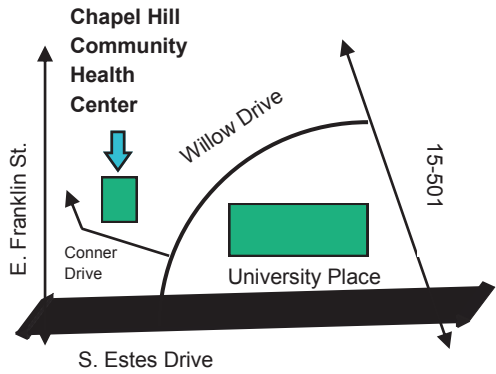 Chapel Hill
Community
Health
Center
Willow Drive
E. Franklin St.
15-501
Conner
Drive
University Place
S. Estes Drive